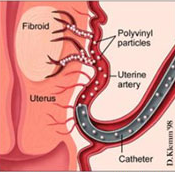 Fibroid
Polyvinyl
particles
Uterine
artery
Uterus
Catheter
D.Klemm '98